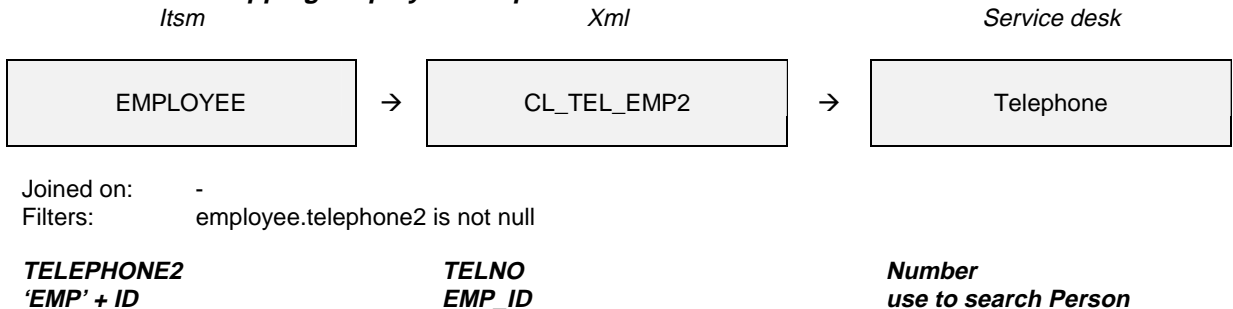 Itsm Xml Service desk
EMPLOYEE → CL_TEL_EMP2 → Telephone
Joined on: -
Filters: employee.telephone2 is not null
TELEPHONE2 TELNO Number
‘EMP’ + ID EMP_ID use to search Person